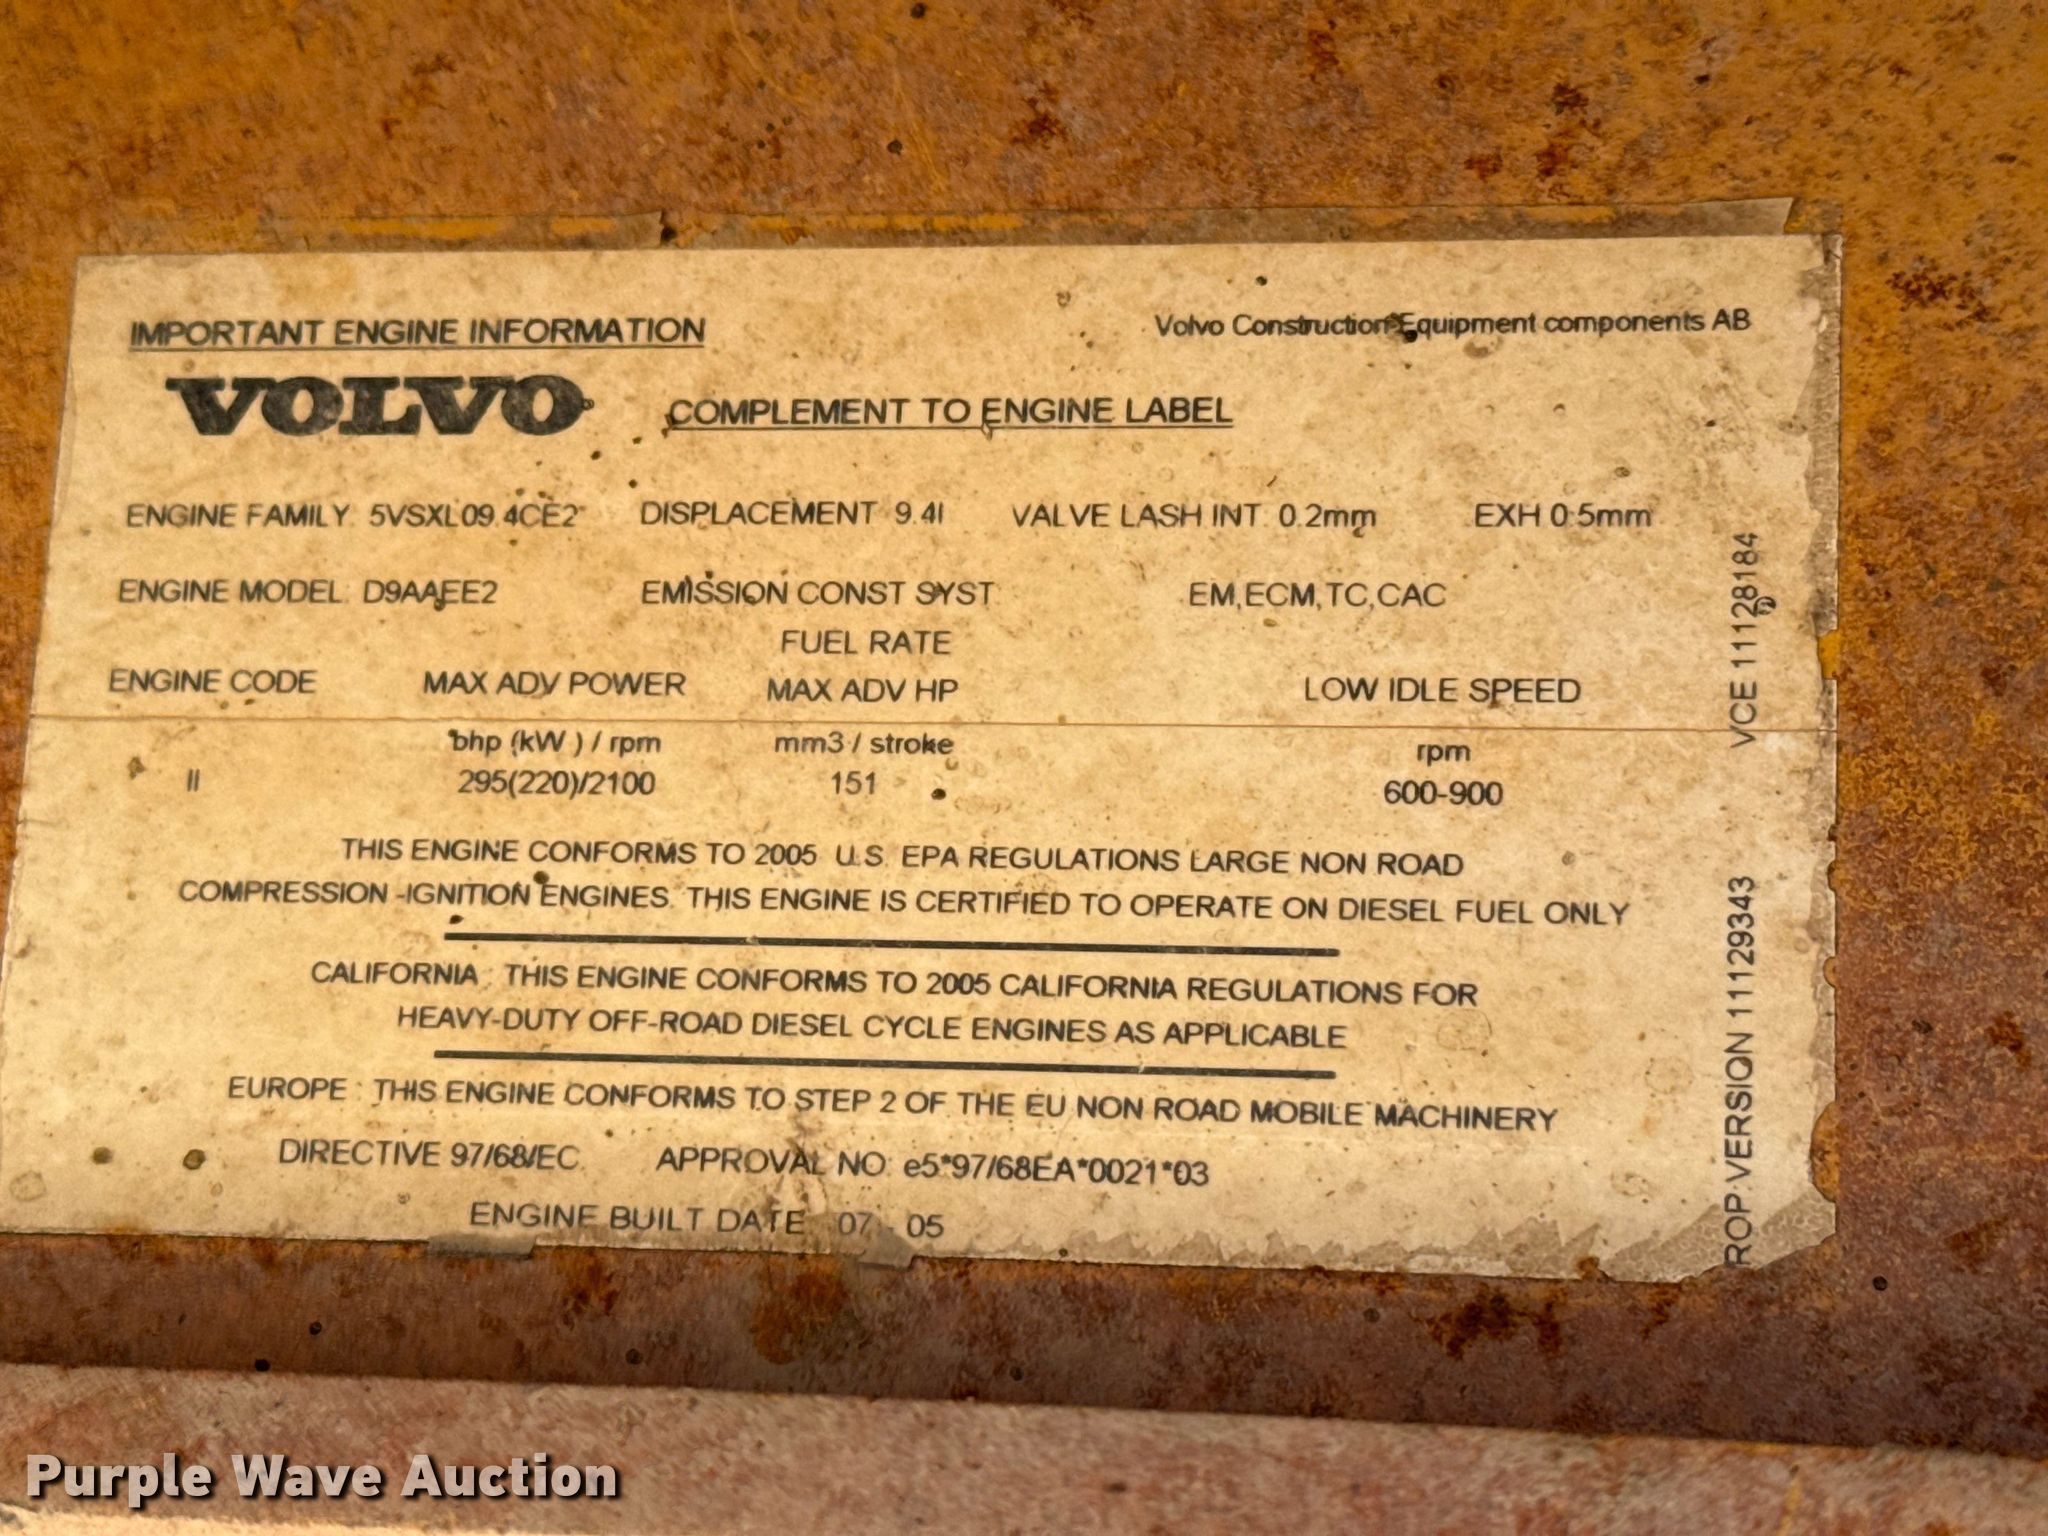 IMPORTANT ENGINE INFORMATION
Volvo Construction Equipment components AB
VOLVO
COMPLEMENT TO ENGINE LABEL
ENGINE FAMILY 5VSXL09.4CE2 DISPLACEMENT 9.4l VALVE LASH INT. 0.2mm EXH 0.5mm
ENGINE MODEL D9AAEE2 EMISSION CONST SYST. EM,ECM,TC,CAC
FUEL RATE
ENGINE CODE MAX ADV POWER MAX ADV HP LOW IDLE SPEED
bhp (kW ) / rpm mm3 / stroke rpm
II 295(220)/2100 151 600-900
THIS ENGINE CONFORMS TO 2005 U.S. EPA REGULATIONS LARGE NON ROAD
COMPRESSION -IGNITION ENGINES. THIS ENGINE IS CERTIFIED TO OPERATE ON DIESEL FUEL ONLY
CALIFORNIA : THIS ENGINE CONFORMS TO 2005 CALIFORNIA REGULATIONS FOR
HEAVY-DUTY OFF-ROAD DIESEL CYCLE ENGINES AS APPLICABLE
EUROPE : THIS ENGINE CONFORMS TO STEP 2 OF THE EU NON ROAD MOBILE MACHINERY
DIRECTIVE 97/68/EC. APPROVAL NO: e5*97/68EA*0021*03
ENGINE BUILT DATE 07 - 05
VCE 11128184
ROP.VERSION 11129343
Purple Wave Auction